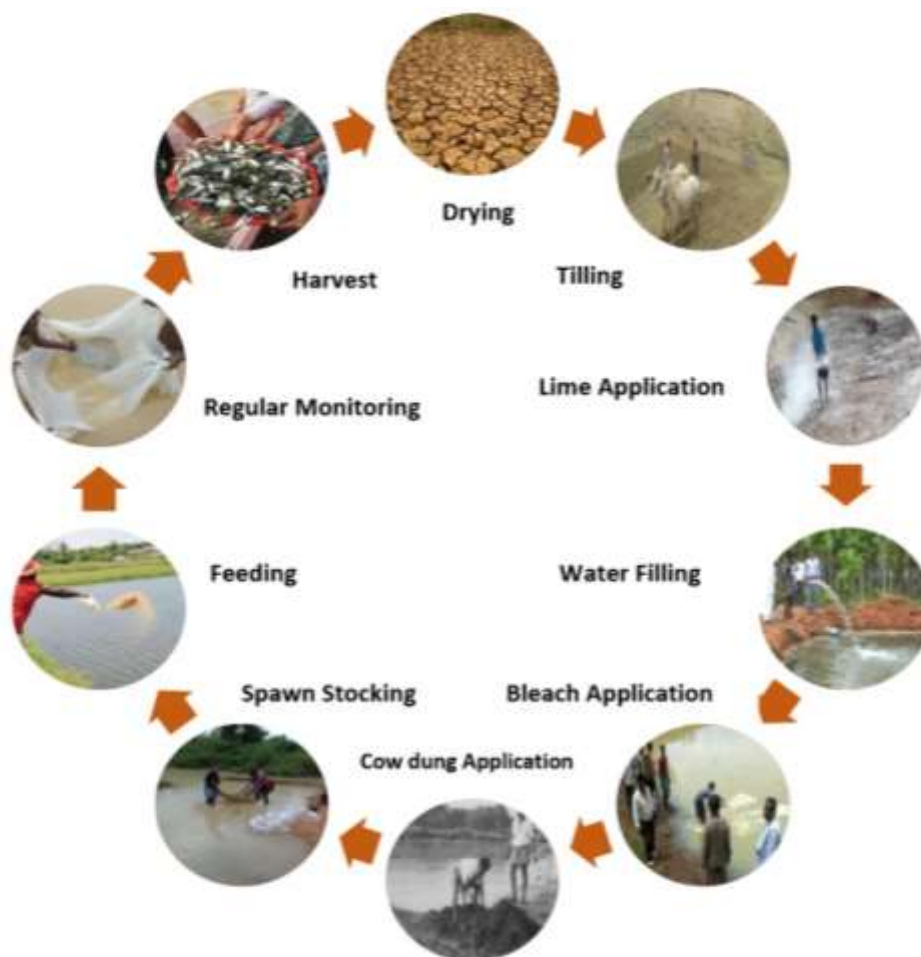 Drying
Tilling
Lime Application
Water Filling
Bleach Application
Cow dung Application
Spawn Stocking
Feeding
Regular Monitoring
Harvest